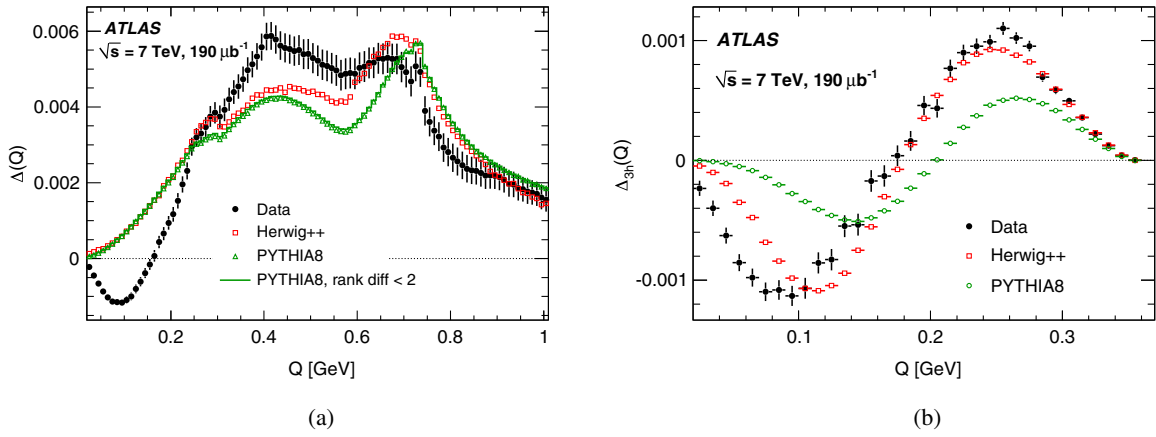 ATLAS
√s = 7 TeV, 190 μb⁻¹
Δ(Q)
0.006
0.004
0.002
0
Data
Herwig++
PYTHIA8
PYTHIA8, rank diff < 2
0
0.2
0.4
0.6
0.8
1
Q [GeV]
(a)
ATLAS
√s = 7 TeV, 190 μb⁻¹
Δ3h(Q)
0.001
0
-0.001
Data
Herwig++
PYTHIA8
0.1
0.2
0.3
Q [GeV]
(b)